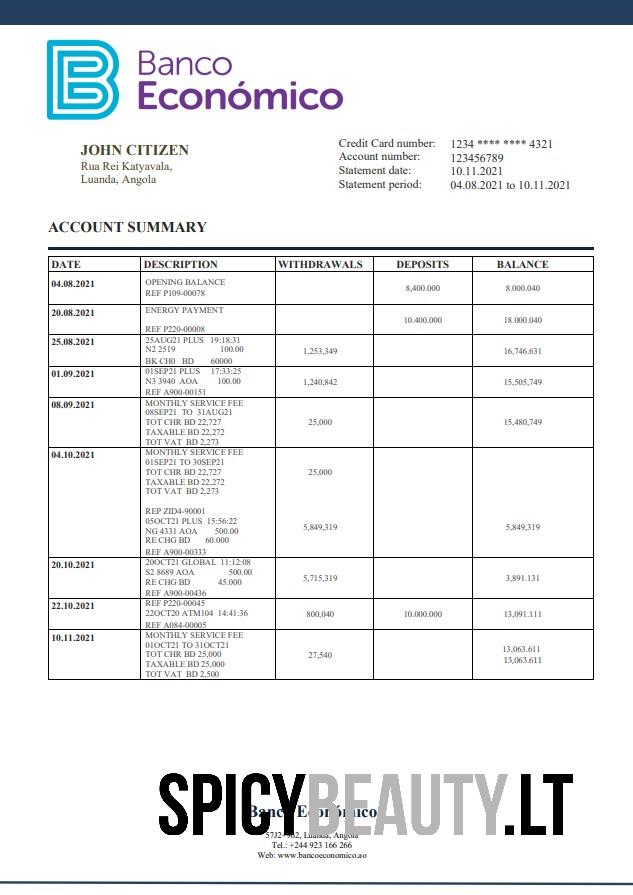 Banco
Económico
JOHN CITIZEN
Rua Rei Katyavala,
Luanda, Angola
Credit Card number: 1234 **** **** 4321
Account number: 123456789
Statement date: 10.11.2021
Statement period: 04.08.2021 to 10.11.2021
ACCOUNT SUMMARY
DATE DESCRIPTION WITHDRAWALS DEPOSITS BALANCE
04.08.2021 OPENING BALANCE
REF P109-00078 8,400.000 8.000.040
20.08.2021 ENERGY PAYMENT
10.400.000 18.000.040
REF P220-00008
25.08.2021 25AUG21 PLUS 19:18:31
N2 2519 100.00 1,253,349 16,746.631
BK CH0 BD 60000
01.09.2021 01SEP21 PLUS 17:33:25
N3 3940 AOA 100.00 1,240,842 15,505,749
REF A900-00151
08.09.2021 MONTHLY SERVICE FEE
08SEP21 TO 31AUG21
TOT CHR BD 22,727 25,000 15,480,749
TAXABLE BD 22,272
TOT VAT BD 2,273
04.10.2021 MONTHLY SERVICE FEE
01SEP21 TO 30SEP21
TOT CHR BD 22,727 25,000
TAXABLE BD 22,272
TOT VAT BD 2,273
REP ZID4-90001
05OCT21 PLUS 15:56:22
NG 4331 AOA 500.00 5,849,319 5,849,319
RE CHG BD 60.000
REF A900-00333
20.10.2021 20OCT21 GLOBAL 11:12:08
S2 8689 AOA 500.00 5,715,319 3,891.131
RE CHG BD 45.000
REF A900-00436
22.10.2021 REF P220-00045
22OCT20 ATM104 14:41:36 800,040 10.000.000 13,091.111
REF A084-00005
10.11.2021 MONTHLY SERVICE FEE
01OCT21 TO 31OCT21 13,063.611
TOT CHR BD 25,000 27,540 13,063.611
TAXABLE BD 25,000
TOT VAT BD 2,500
SPICYBEAUTY.LT
Banco Económico
Luanda, Angola
Tel.: +244 923 166 266
Web: www.bancoeconomico.ao